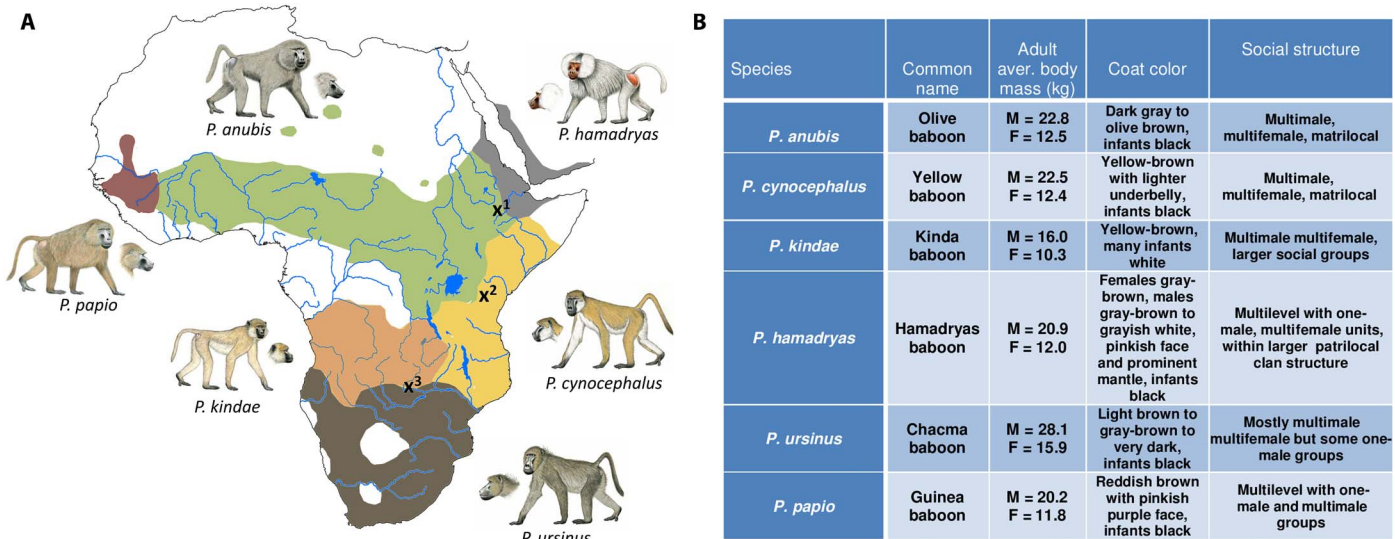 A
P. anubis
P. hamadryas
x1
P. papio
x2
P. kindae
P. cynocephalus
x3
P. ursinus
B
Species
Common
name
Adult
aver. body
mass (kg)
Coat color
Social structure
P. anubis
Olive
baboon
M = 22.8
F = 12.5
Dark gray to
olive brown,
infants black
Multimale,
multifemale, matrilocal
P. cynocephalus
Yellow
baboon
M = 22.5
F = 12.4
Yellow-brown
with lighter
underbelly,
infants black
Multimale,
multifemale, matrilocal
P. kindae
Kinda
baboon
M = 16.0
F = 10.3
Yellow-brown,
many infants
white
Multimale multifemale,
larger social groups
P. hamadryas
Hamadryas
baboon
M = 20.9
F = 12.0
Females gray-
brown, males
gray-brown to
grayish white,
pinkish face
and prominent
mantle, infants
black
Multilevel with one-
male, multifemale units,
within larger patrilocal
clan structure
P. ursinus
Chacma
baboon
M = 28.1
F = 15.9
Light brown to
gray-brown to
very dark,
infants black
Mostly multimale
multifemale but some one-
male groups
P. papio
Guinea
baboon
M = 20.2
F = 11.8
Reddish brown
with pinkish
purple face,
infants black
Multilevel with one-
male and multimale
groups